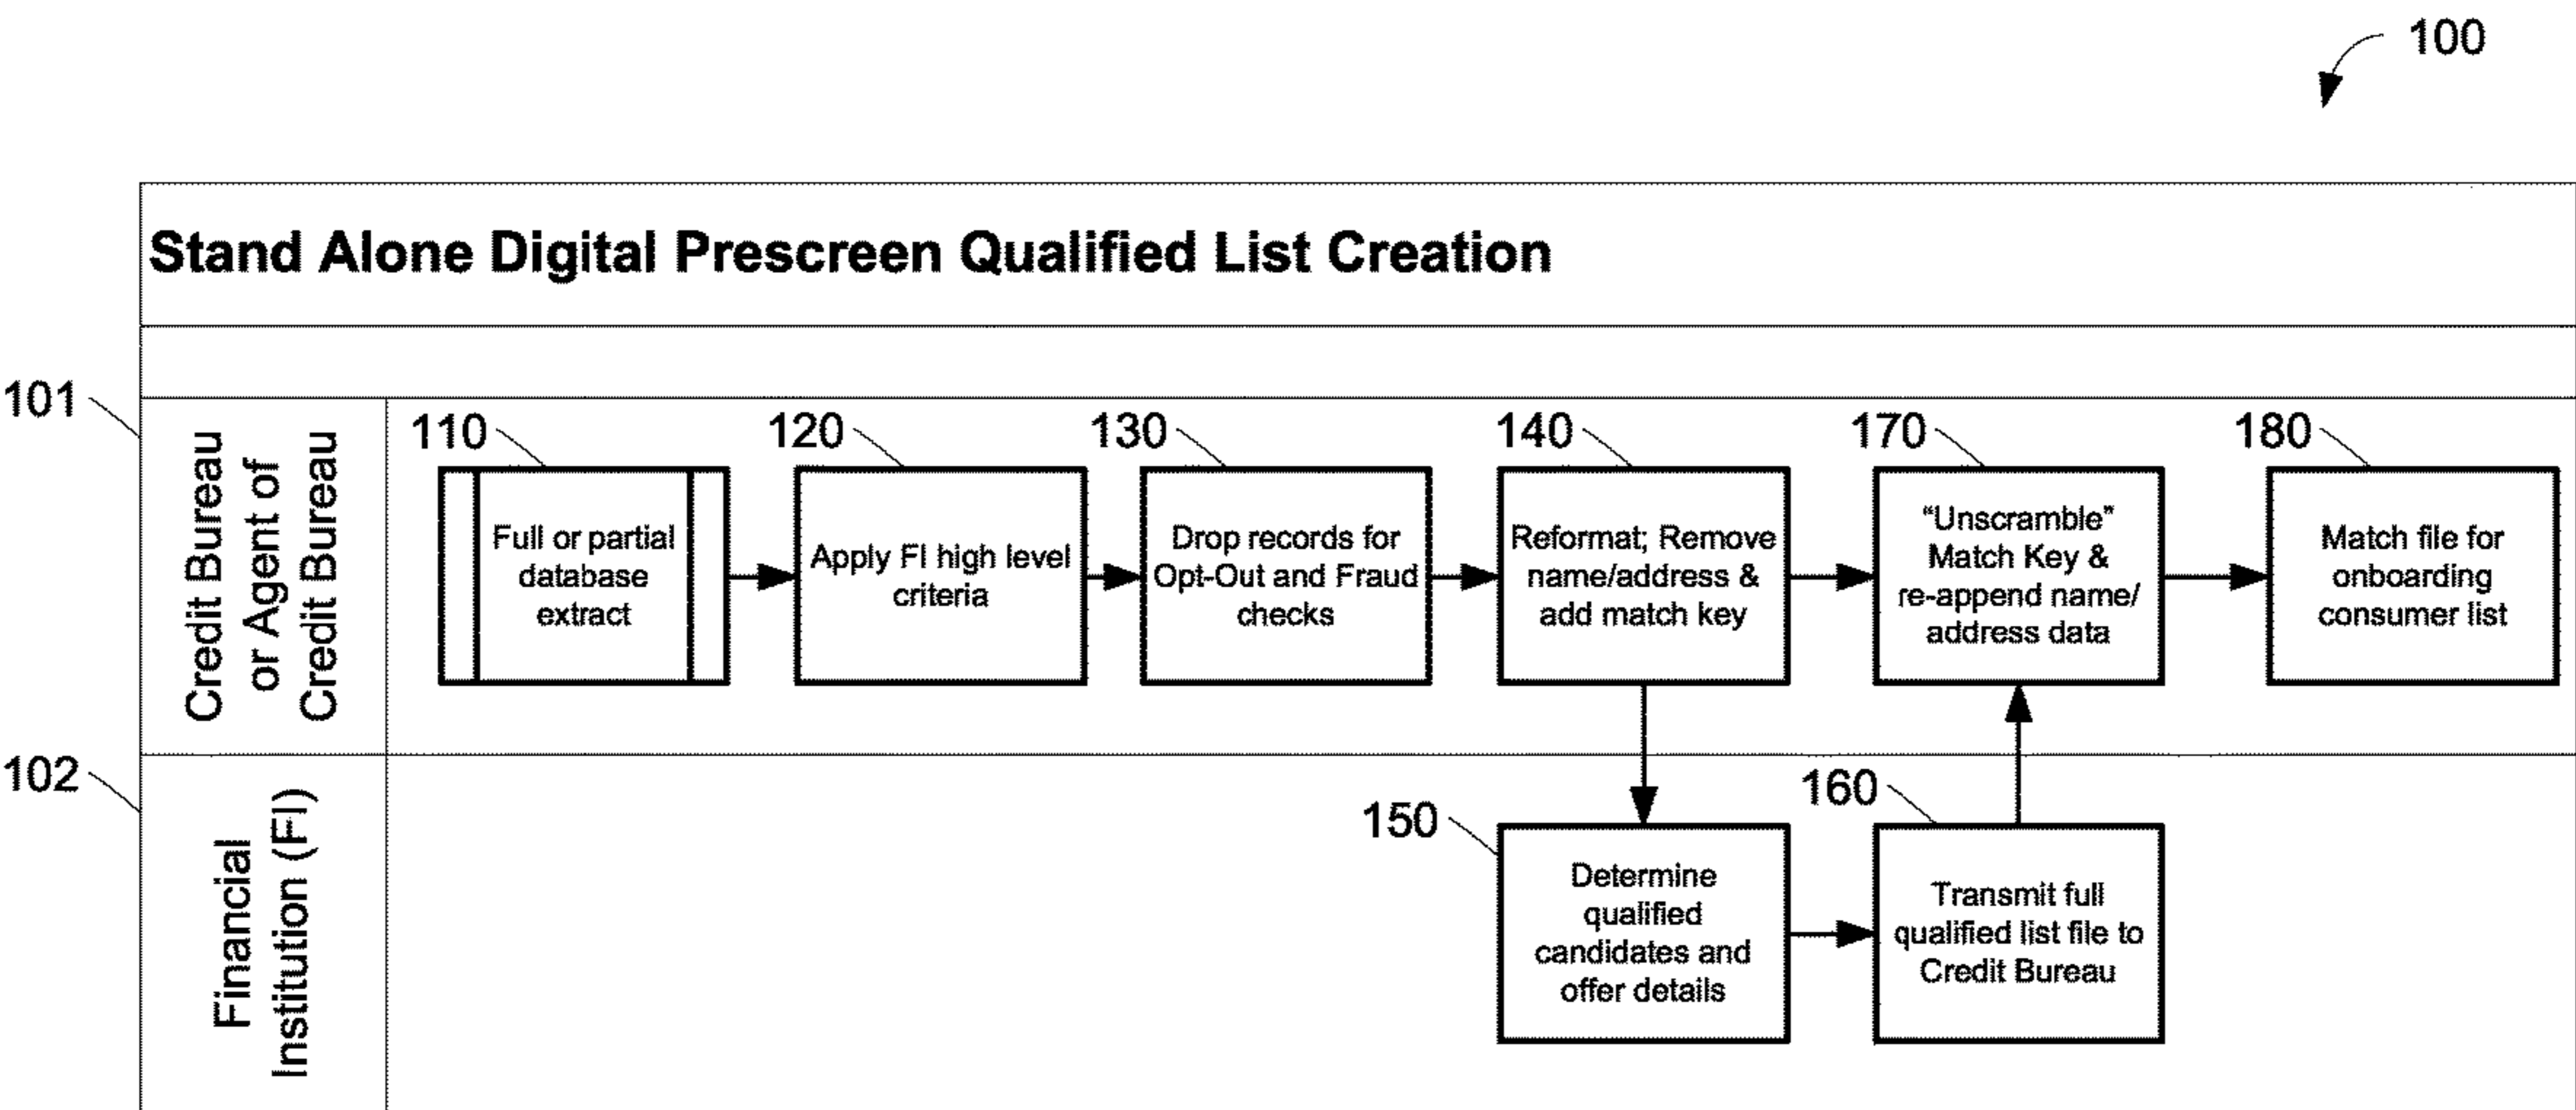 100
Stand Alone Digital Prescreen Qualified List Creation
101
Credit Bureau
or Agent of
Credit Bureau
110
Full or partial
database
extract
120
Apply FI high level
criteria
130
Drop records for
Opt-Out and Fraud
checks
140
Reformat; Remove
name/address &
add match key
170
“Unscramble”
Match Key &
re-append name/
address data
180
Match file for
onboarding
consumer list
102
Financial
Institution (FI)
150
Determine
qualified
candidates and
offer details
160
Transmit full
qualified list file to
Credit Bureau